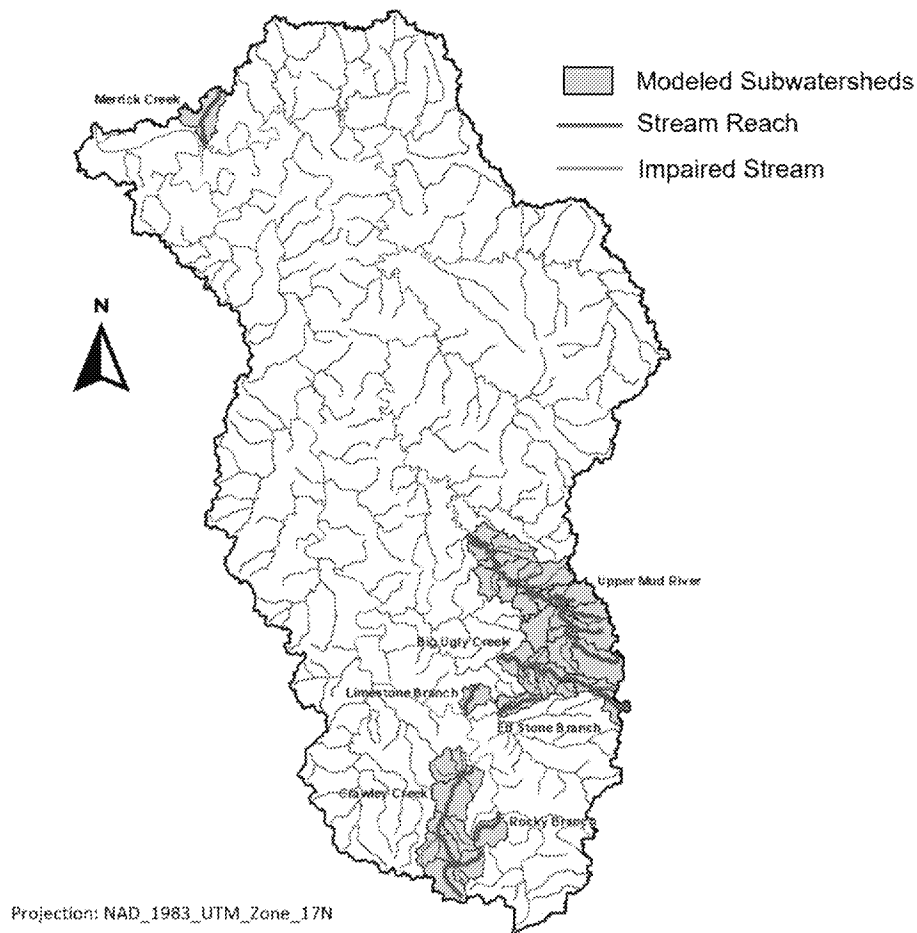 Merrick Creek
Modeled Subwatersheds
Stream Reach
Impaired Stream
N
Upper Mud River
Big Ugly Creek
Limestone Branch
Stone Branch
Crawley Creek
Rocky Branch
Projection: NAD_1983_UTM_Zone_17N